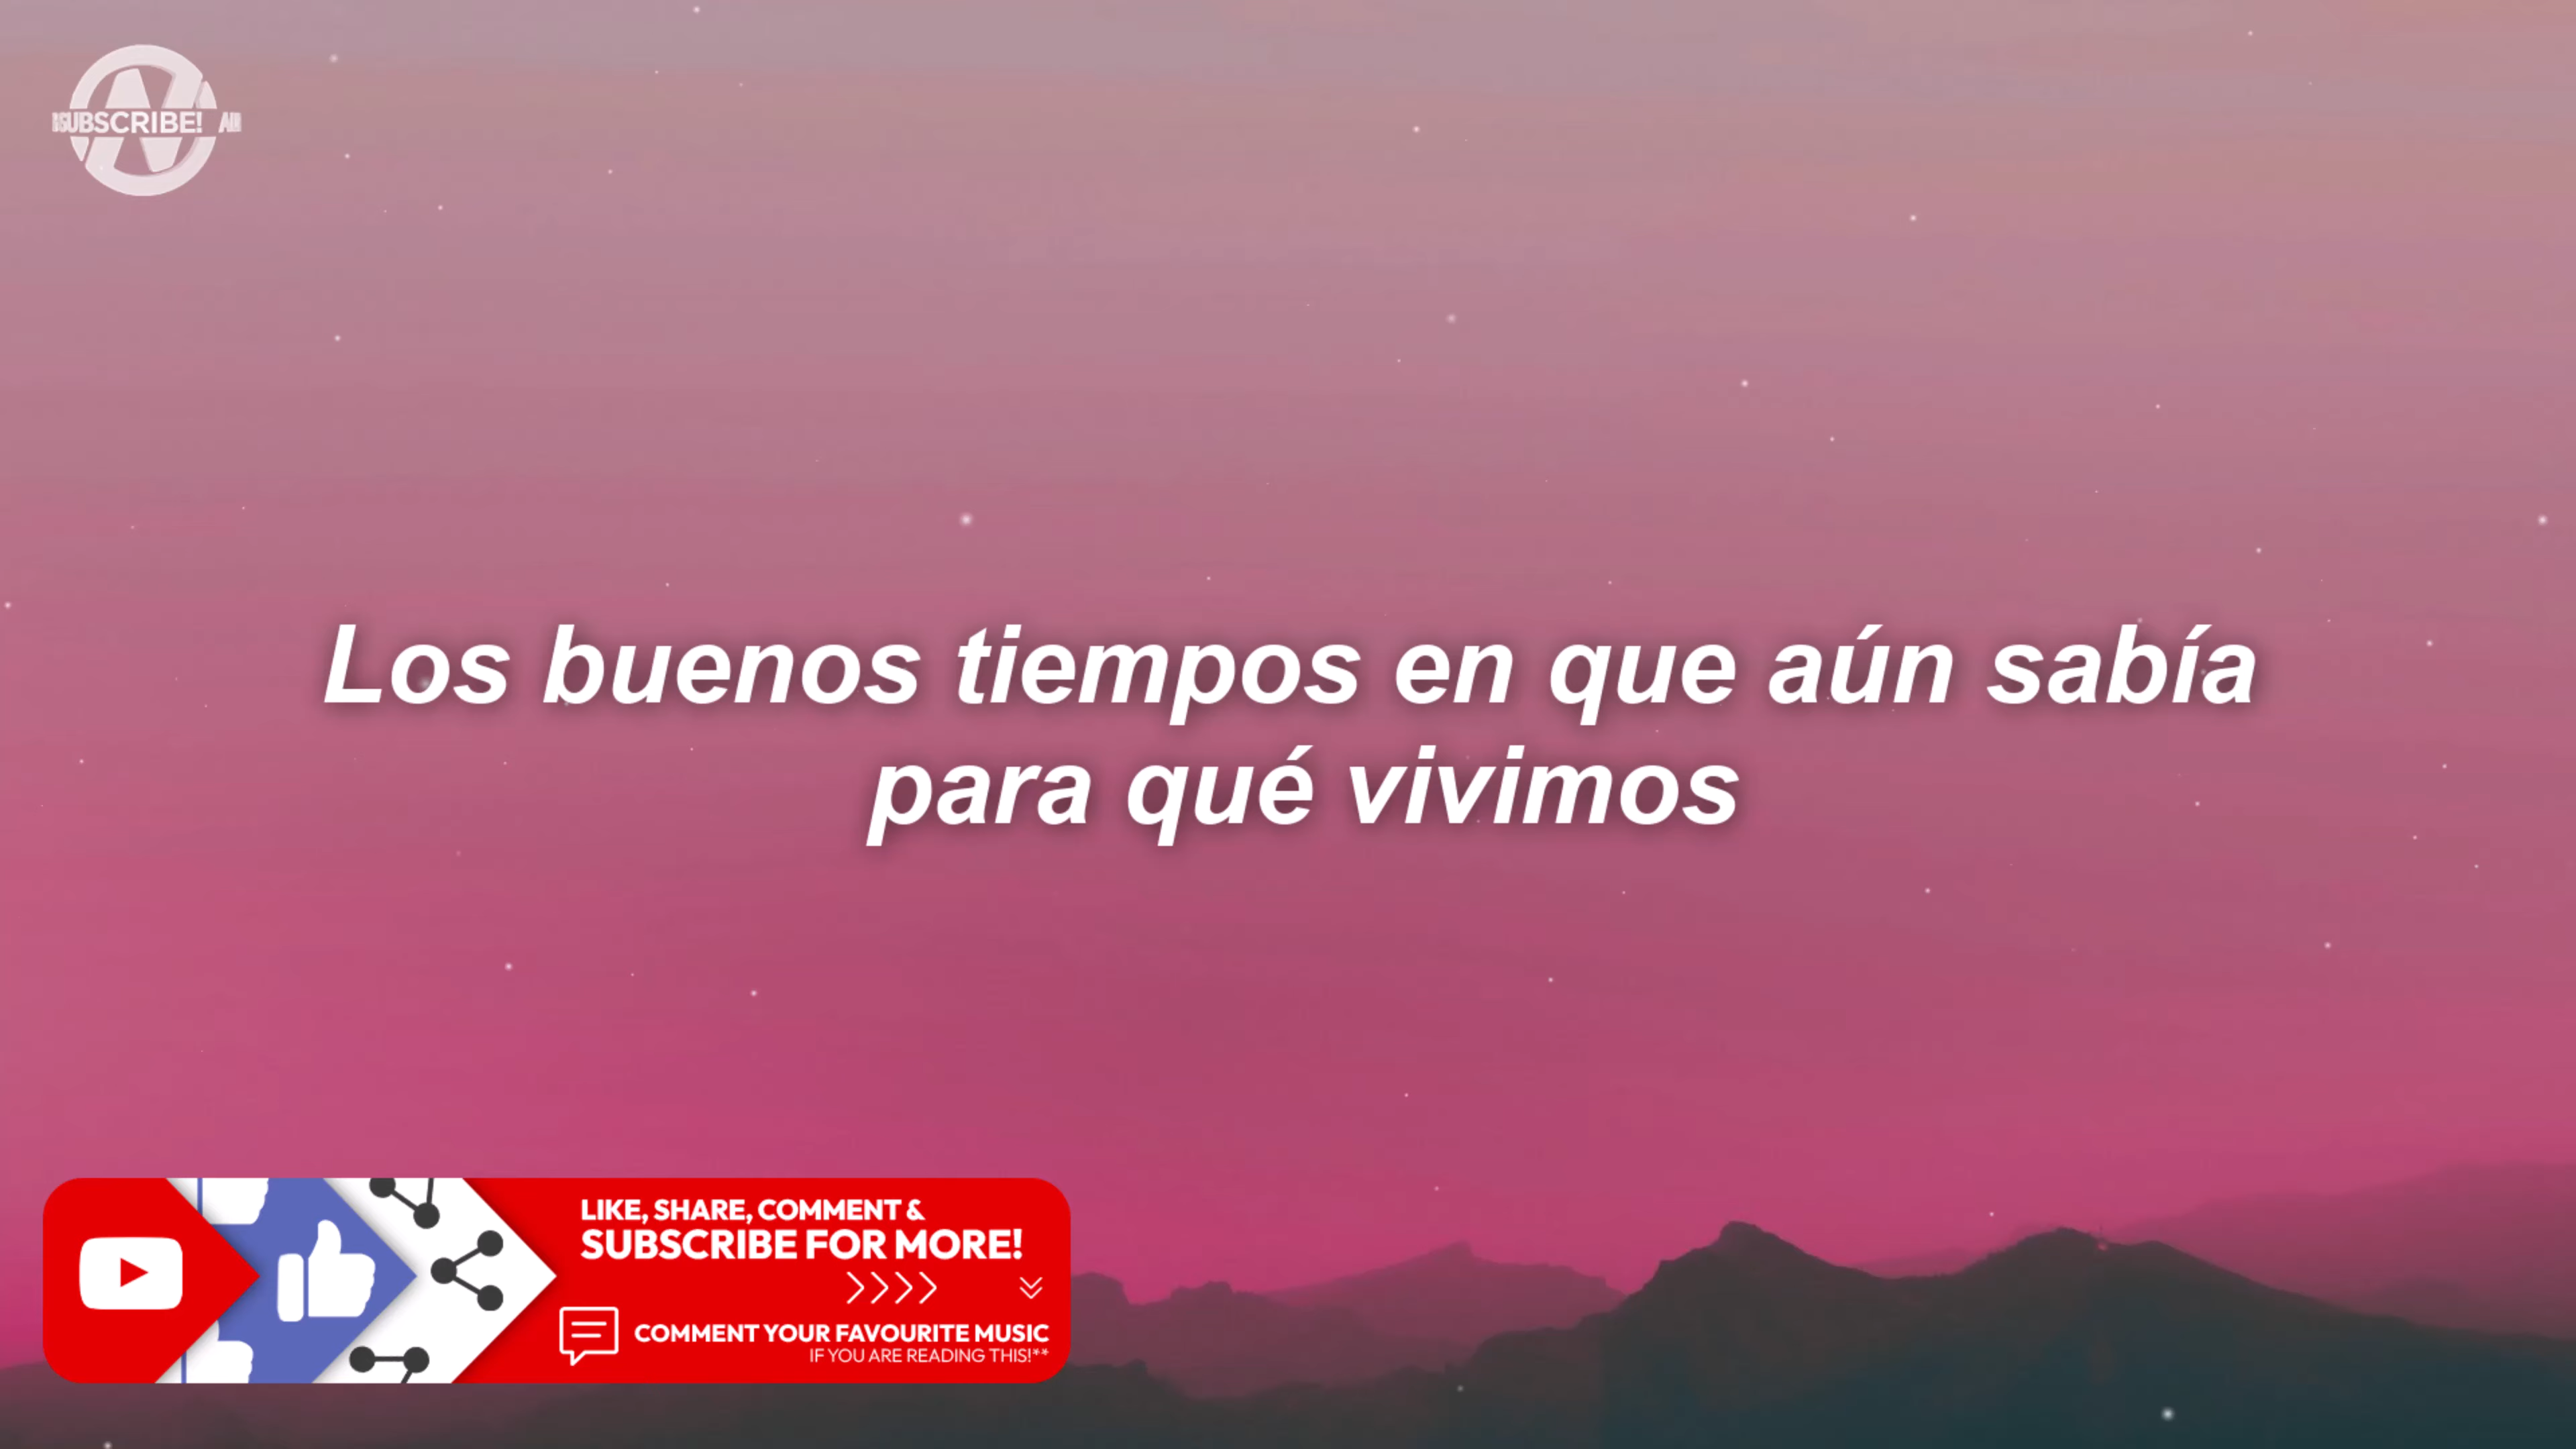 SUBSCRIBE!
Los buenos tiempos en que aún sabía
para qué vivimos
LIKE, SHARE, COMMENT &
SUBSCRIBE FOR MORE!
COMMENT YOUR FAVOURITE MUSIC
IF YOU ARE READING THIS!**